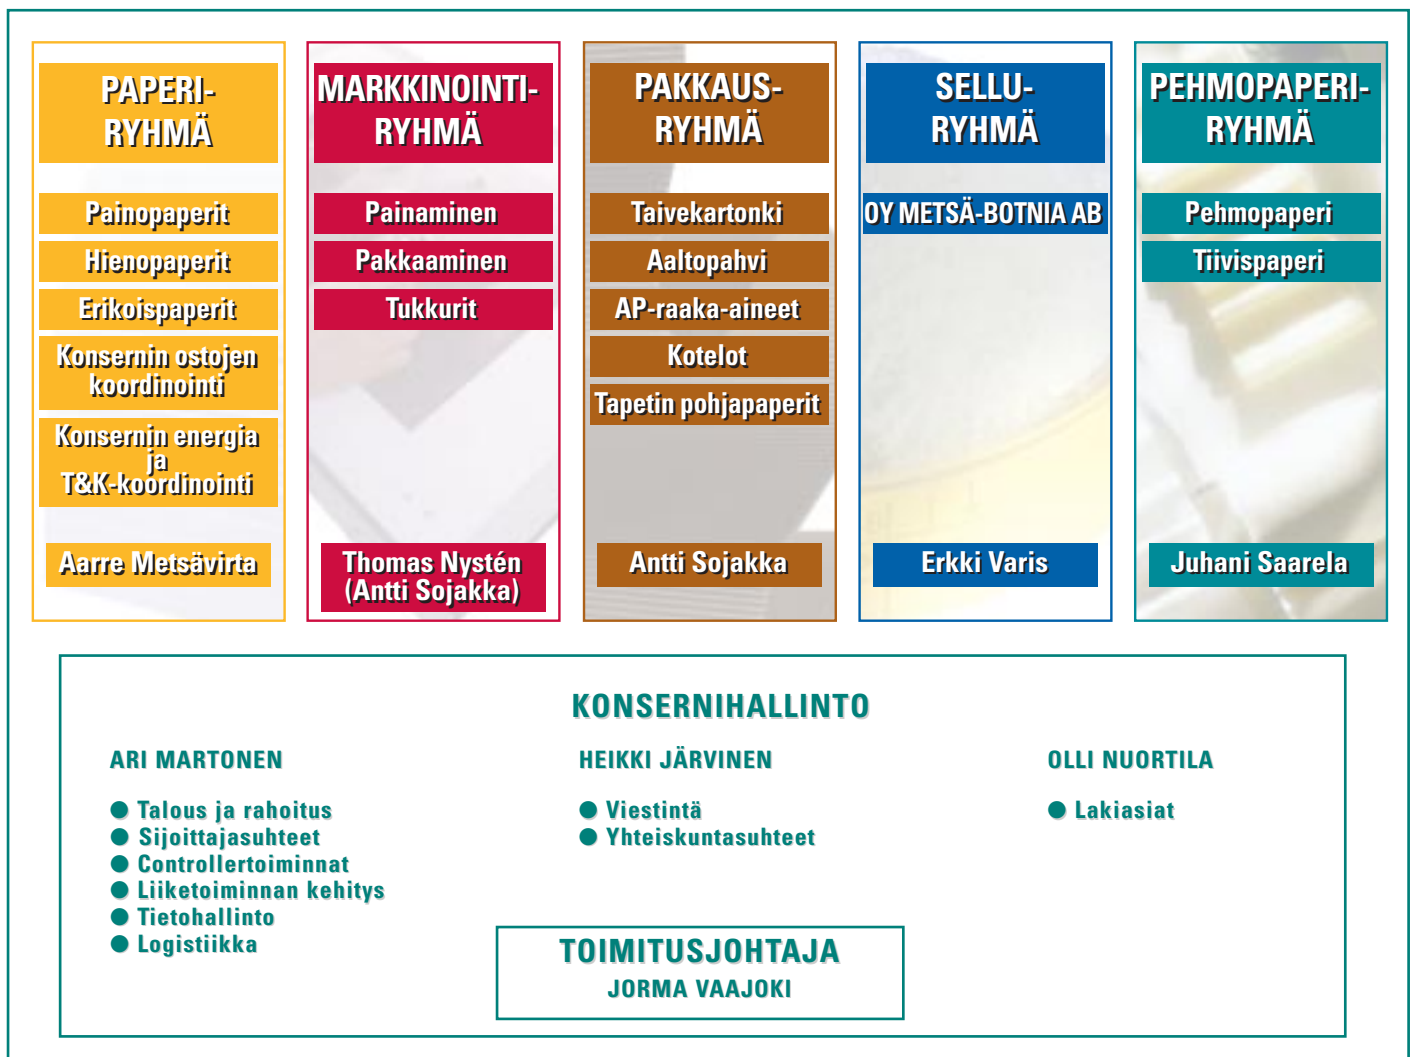 PAPERI-
RYHMÄ
Painopaperit
Hienopaperit
Erikoispaperit
Konsernin ostojen
koordinointi
Konsernin energia
ja
T&K-koordinointi
Aarre Metsävirta
MARKKINOINTI-
RYHMÄ
Painaminen
Pakkaaminen
Tukkurit
Thomas Nystén
(Antti Sojakka)
PAKKAUS-
RYHMÄ
Taivekartonki
Aaltopahvi
AP-raaka-aineet
Kotelot
Tapetin pohjapaperit
Antti Sojakka
SELLU-
RYHMÄ
OY METSÄ-BOTNIA AB
Erkki Varis
PEHMOPAPERI-
RYHMÄ
Pehmopaperi
Tiivispaperi
Juhani Saarela
KONSERNIHALLINTO
ARI MARTONEN
● Talous ja rahoitus
● Sijoittajasuhteet
● Controllertoiminnat
● Liiketoiminnan kehitys
● Tietohallinto
● Logistiikka
HEIKKI JÄRVINEN
● Viestintä
● Yhteiskuntasuhteet
OLLI NUORTILA
● Lakiasiat
TOIMITUSJOHTAJA
JORMA VAAJOKI